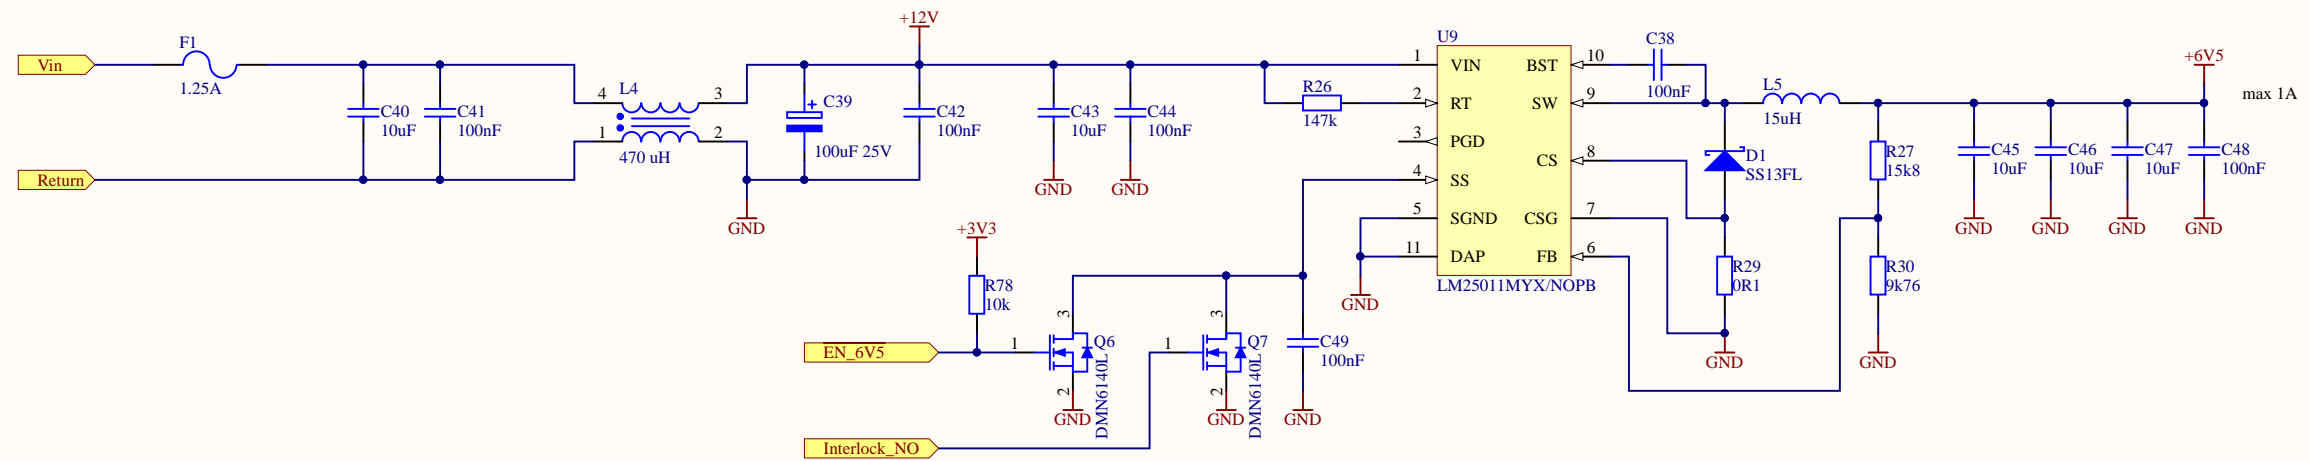 +12V
+6V5
max 1A
F1
1.25A
Vin
Return
C40
10uF
C41
100nF
L4
4
3
1
2
470 uH
C39
100uF 25V
C42
100nF
GND
C43
10uF
GND
C44
100nF
GND
R26
147k
U9
1 VIN
2 RT
3 PGD
4 SS
5 SGND
11 DAP
BST 10
SW 9
CS 8
CSG 7
FB 6
LM25011MYX/NOPB
GND
C38
100nF
L5
15uH
D1
SS13FL
R29
0R1
GND
R27
15k8
R30
9k76
GND
C45
10uF
GND
C46
10uF
GND
C47
10uF
GND
C48
100nF
GND
+3V3
R78
10k
EN_6V5
1
3
2
Q6
DMN6140L
GND
1
3
2
Q7
DMN6140L
GND
C49
100nF
GND
Interlock_NO